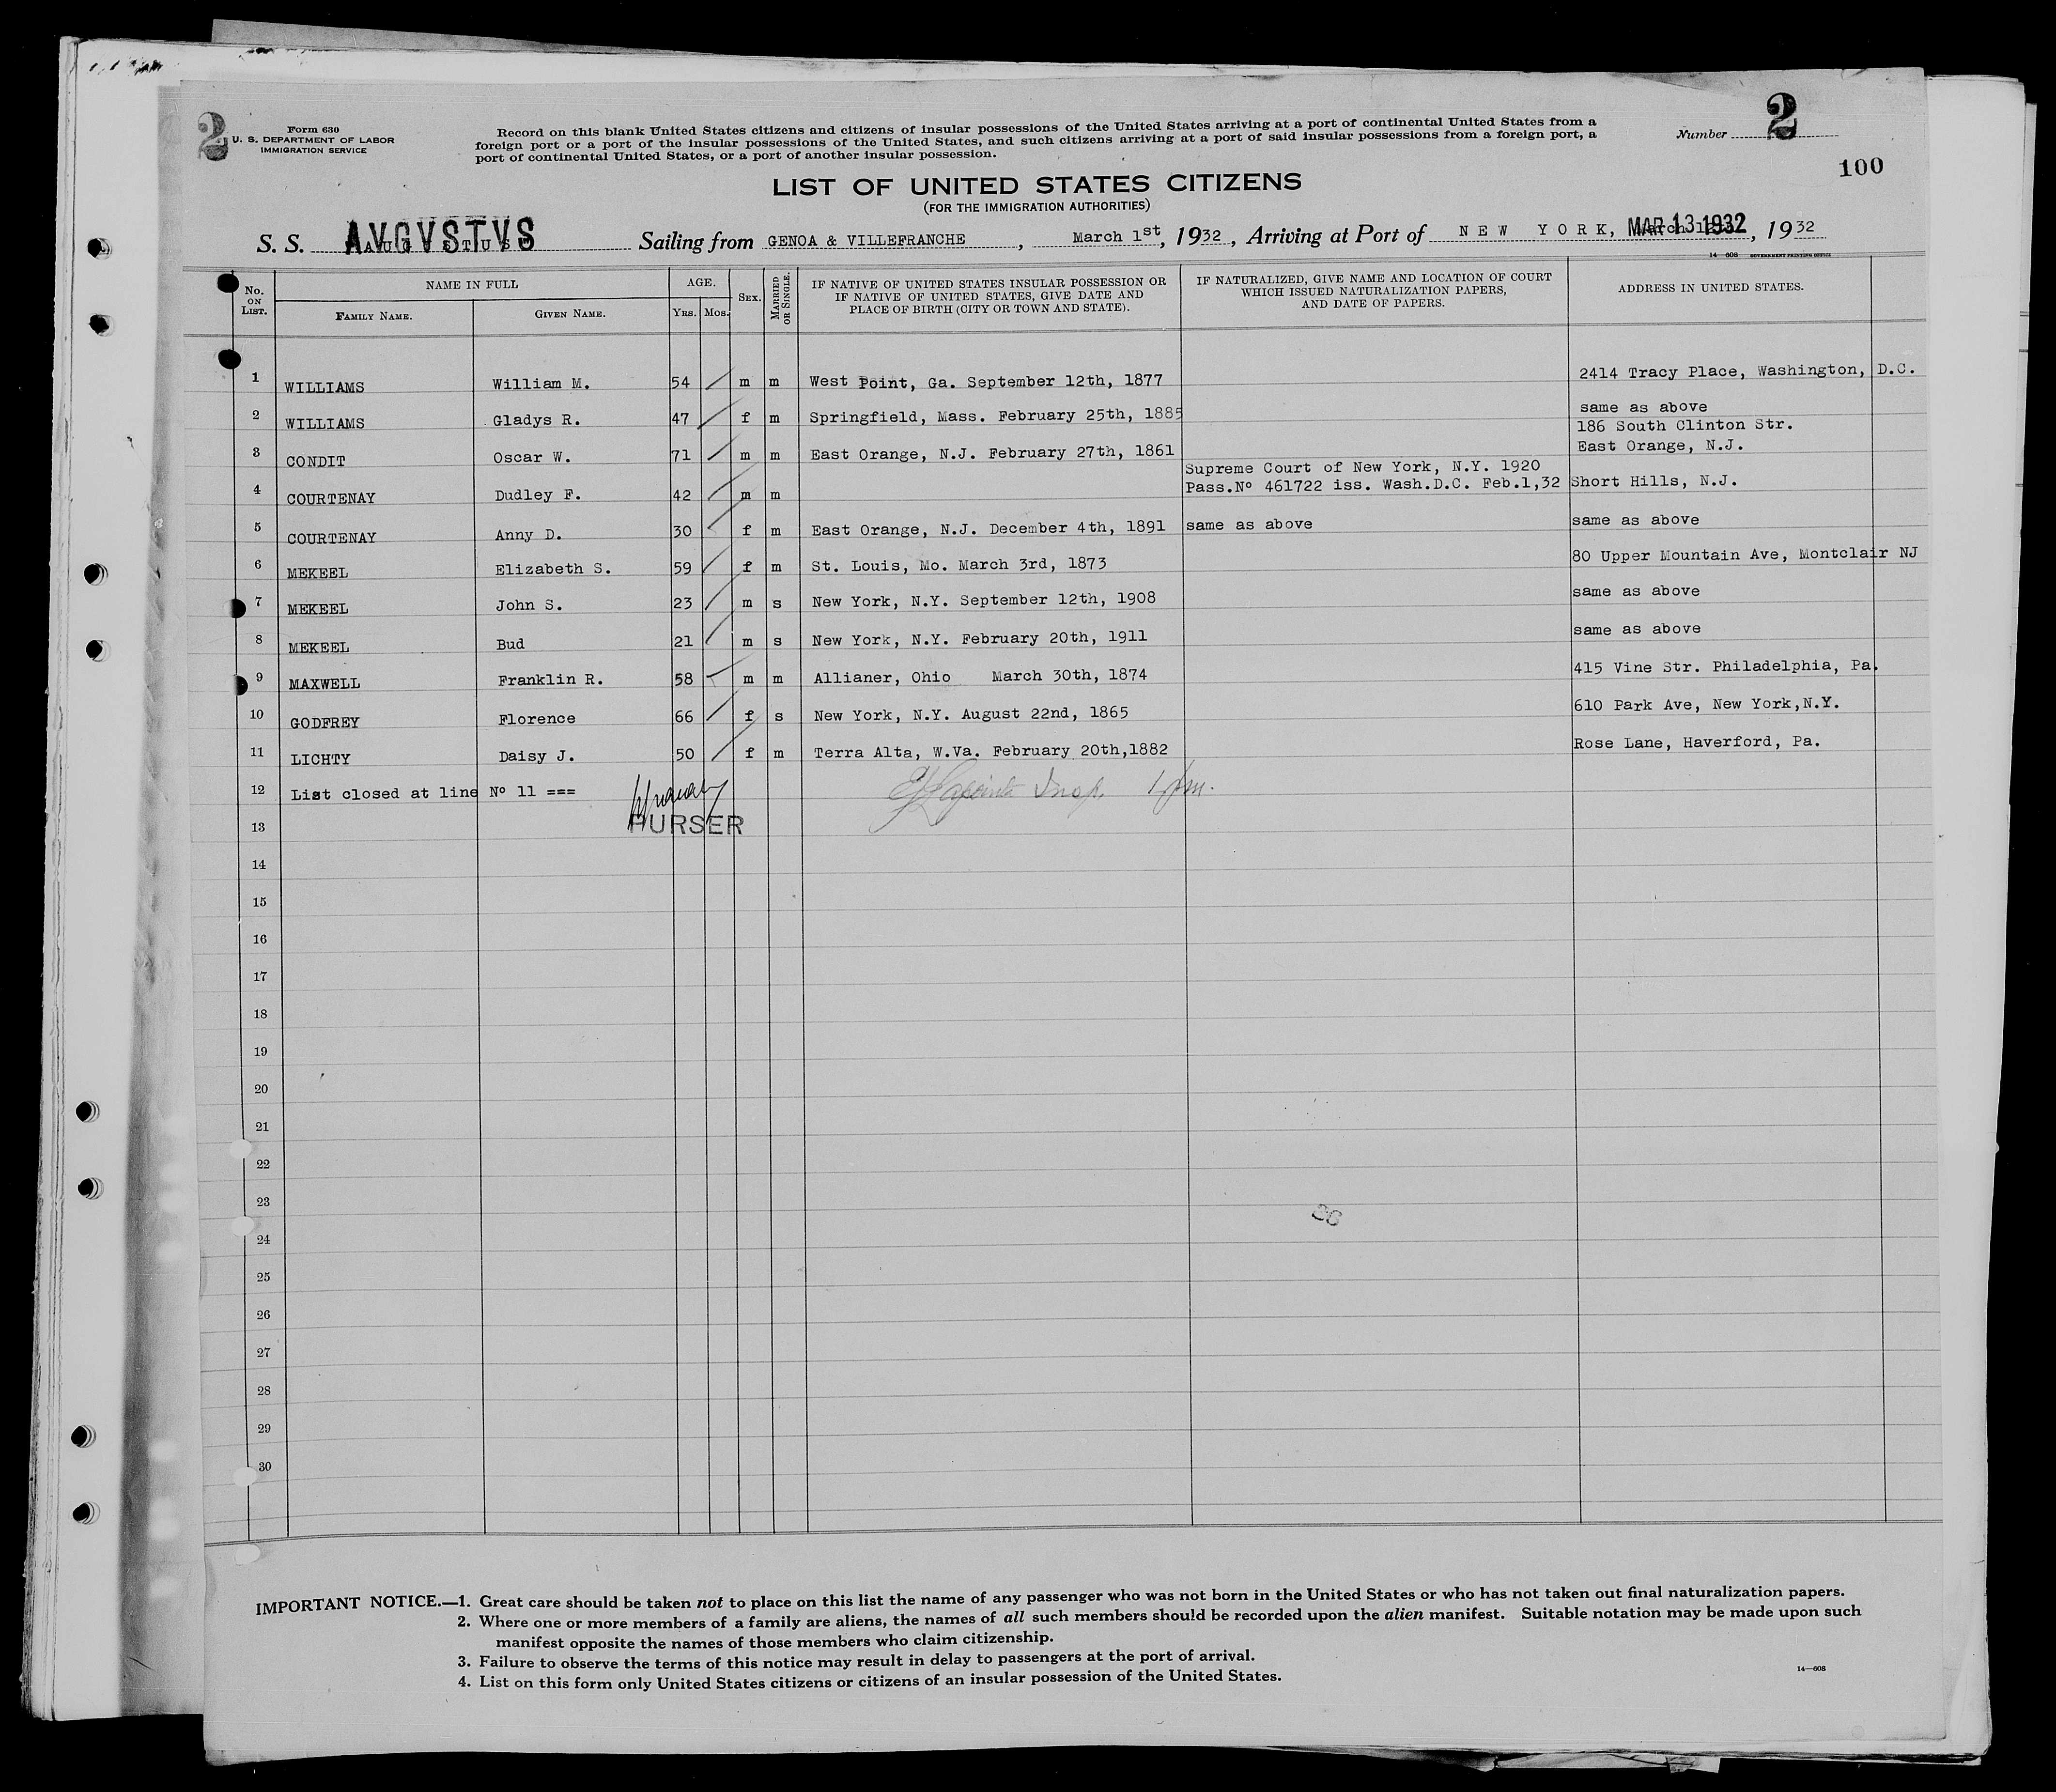 2
Form 630
U. S. DEPARTMENT OF LABOR
IMMIGRATION SERVICE
Record on this blank United States citizens and citizens of insular possessions of the United States arriving at a port of continental United States from a
foreign port or a port of the insular possessions of the United States, and such citizens arriving at a port of said insular possessions from a foreign port, a
port of continental United States, or a port of another insular possession.
Number 2
100
LIST OF UNITED STATES CITIZENS
(FOR THE IMMIGRATION AUTHORITIES)
S. S. AVGVSTVS Sailing from GENOA & VILLEFRANCHE, March 1st, 1932, Arriving at Port of NEW YORK, MAR 13 1932, 1932
14—608 GOVERNMENT PRINTING OFFICE
No. ON LIST.
NAME IN FULL
FAMILY NAME.
GIVEN NAME.
AGE.
YRS.
MOS.
SEX.
MARRIED OR SINGLE.
IF NATIVE OF UNITED STATES INSULAR POSSESSION OR
IF NATIVE OF UNITED STATES, GIVE DATE AND
PLACE OF BIRTH (CITY OR TOWN AND STATE).
IF NATURALIZED, GIVE NAME AND LOCATION OF COURT
WHICH ISSUED NATURALIZATION PAPERS,
AND DATE OF PAPERS.
ADDRESS IN UNITED STATES.
1 WILLIAMS William M. 54 m m West Point, Ga. September 12th, 1877 2414 Tracy Place, Washington, D.C.
2 WILLIAMS Gladys R. 47 f m Springfield, Mass. February 25th, 1885 same as above
186 South Clinton Str.
3 CONDIT Oscar W. 71 m m East Orange, N.J. February 27th, 1861 East Orange, N.J.
Supreme Court of New York, N.Y. 1920
4 COURTENAY Dudley F. 42 m m Pass.Nº 461722 iss. Wash.D.C. Feb.1,32 Short Hills, N.J.
5 COURTENAY Anny D. 30 f m East Orange, N.J. December 4th, 1891 same as above same as above
6 MEKEEL Elizabeth S. 59 f m St. Louis, Mo. March 3rd, 1873 80 Upper Mountain Ave, Montclair NJ
7 MEKEEL John S. 23 m s New York, N.Y. September 12th, 1908 same as above
8 MEKEEL Bud 21 m s New York, N.Y. February 20th, 1911 same as above
9 MAXWELL Franklin R. 58 m m Allianer, Ohio March 30th, 1874 415 Vine Str. Philadelphia, Pa.
10 GODFREY Florence 66 f s New York, N.Y. August 22nd, 1865 610 Park Ave, New York,N.Y.
11 LICHTY Daisy J. 50 f m Terra Alta, W.Va. February 20th,1882 Rose Lane, Haverford, Pa.
12 List closed at line Nº 11 ===
13 PURSER
14
15
16
17
18
19
20
21
22
23
24
25
26
27
28
29
30
IMPORTANT NOTICE.—1. Great care should be taken not to place on this list the name of any passenger who was not born in the United States or who has not taken out final naturalization papers.
2. Where one or more members of a family are aliens, the names of all such members should be recorded upon the alien manifest. Suitable notation may be made upon such
manifest opposite the names of those members who claim citizenship.
3. Failure to observe the terms of this notice may result in delay to passengers at the port of arrival.
4. List on this form only United States citizens or citizens of an insular possession of the United States.
14—608